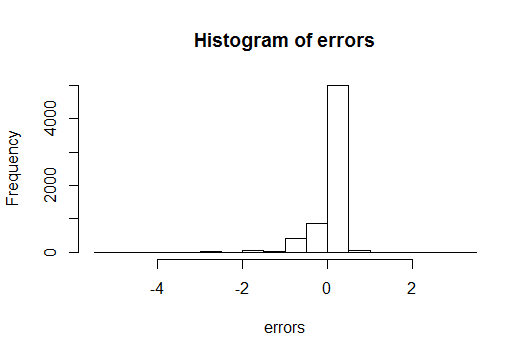 Histogram of errors
Frequency
4000
2000
0
-4 -2 0 2
errors